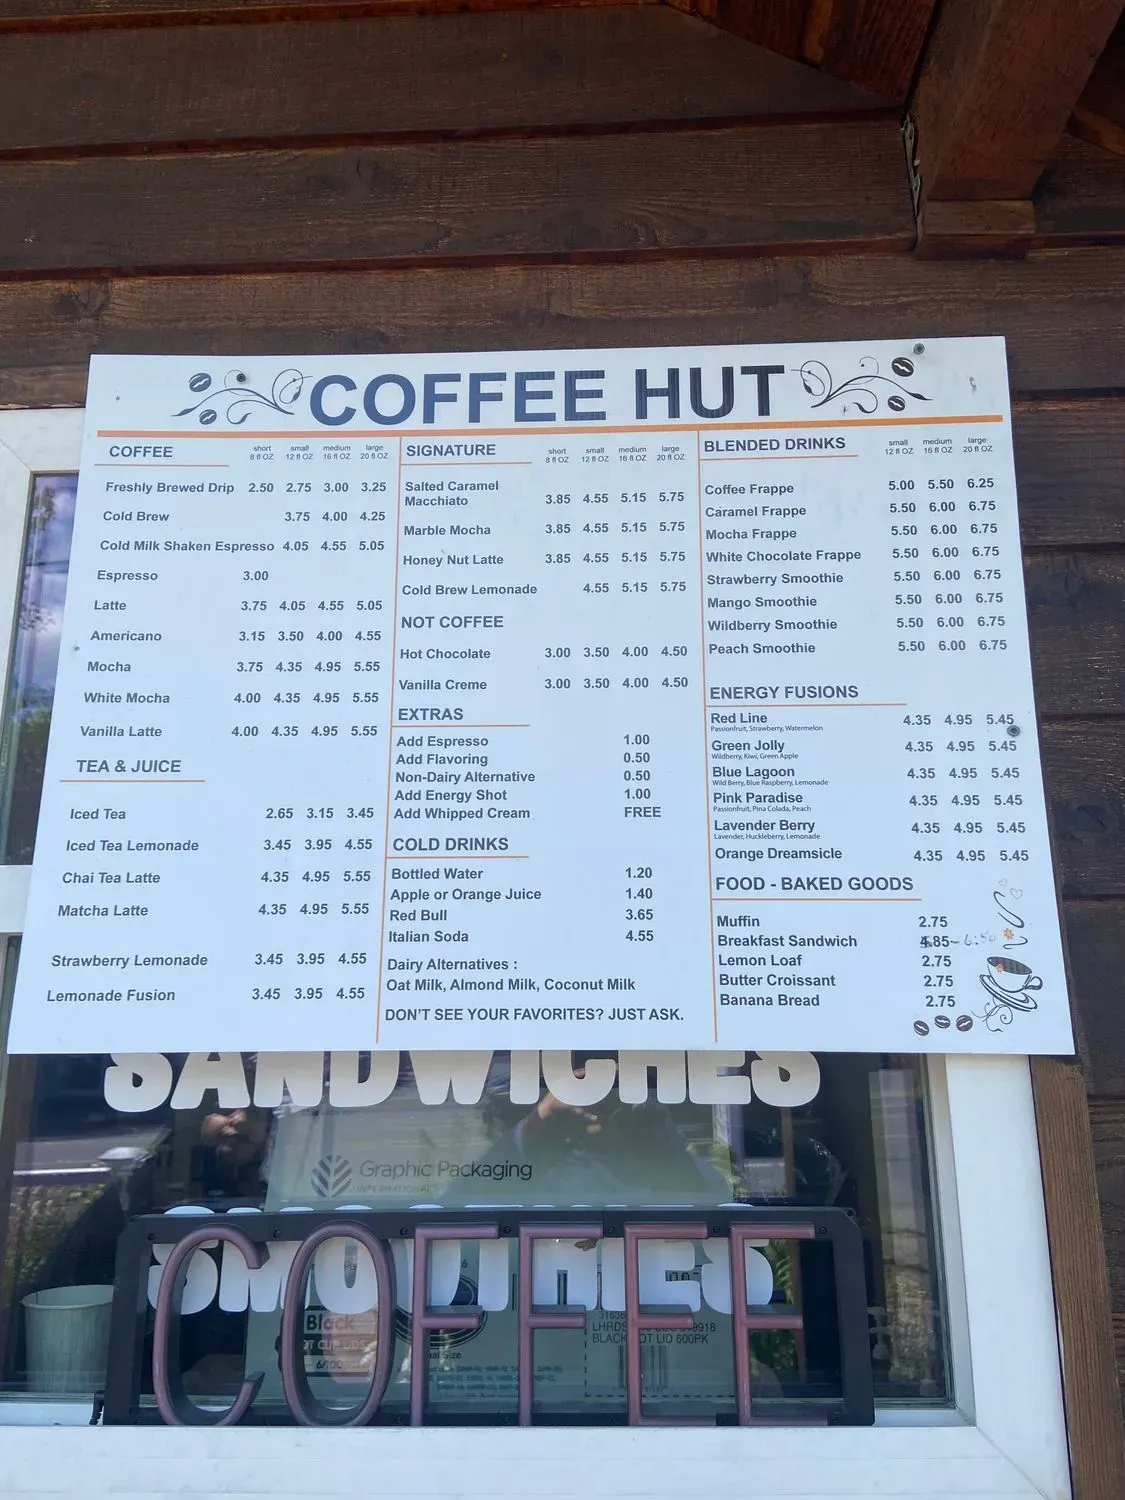 COFFEE HUT
COFFEE
short small medium large
8 fl OZ 12 fl OZ 16 fl OZ 20 fl OZ
Freshly Brewed Drip 2.50 2.75 3.00 3.25
Cold Brew 3.75 4.00 4.25
Cold Milk Shaken Espresso 4.05 4.55 5.05
Espresso 3.00
Latte 3.75 4.05 4.55 5.05
Americano 3.15 3.50 4.00 4.55
Mocha 3.75 4.35 4.95 5.55
White Mocha 4.00 4.35 4.95 5.55
Vanilla Latte 4.00 4.35 4.95 5.55
TEA & JUICE
Iced Tea 2.65 3.15 3.45
Iced Tea Lemonade 3.45 3.95 4.55
Chai Tea Latte 4.35 4.95 5.55
Matcha Latte 4.35 4.95 5.55
Strawberry Lemonade 3.45 3.95 4.55
Lemonade Fusion 3.45 3.95 4.55
SIGNATURE
short small medium large
8 fl OZ 12 fl OZ 16 fl OZ 20 fl OZ
Salted Caramel
Macchiato 3.85 4.55 5.15 5.75
Marble Mocha 3.85 4.55 5.15 5.75
Honey Nut Latte 3.85 4.55 5.15 5.75
Cold Brew Lemonade 4.55 5.15 5.75
NOT COFFEE
Hot Chocolate 3.00 3.50 4.00 4.50
Vanilla Creme 3.00 3.50 4.00 4.50
EXTRAS
Add Espresso 1.00
Add Flavoring 0.50
Non-Dairy Alternative 0.50
Add Energy Shot 1.00
Add Whipped Cream FREE
COLD DRINKS
Bottled Water 1.20
Apple or Orange Juice 1.40
Red Bull 3.65
Italian Soda 4.55
Dairy Alternatives :
Oat Milk, Almond Milk, Coconut Milk
DON'T SEE YOUR FAVORITES? JUST ASK.
BLENDED DRINKS
small medium large
12 fl OZ 16 fl OZ 20 fl OZ
Coffee Frappe 5.00 5.50 6.25
Caramel Frappe 5.50 6.00 6.75
Mocha Frappe 5.50 6.00 6.75
White Chocolate Frappe 5.50 6.00 6.75
Strawberry Smoothie 5.50 6.00 6.75
Mango Smoothie 5.50 6.00 6.75
Wildberry Smoothie 5.50 6.00 6.75
Peach Smoothie 5.50 6.00 6.75
ENERGY FUSIONS
Red Line 4.35 4.95 5.45
Passionfruit, Strawberry, Watermelon
Green Jolly 4.35 4.95 5.45
Wildberry, Kiwi, Green Apple
Blue Lagoon 4.35 4.95 5.45
Wild Berry, Blue Raspberry, Lemonade
Pink Paradise 4.35 4.95 5.45
Passionfruit, Pina Colada, Peach
Lavender Berry 4.35 4.95 5.45
Lavender, Huckleberry, Lemonade
Orange Dreamsicle 4.35 4.95 5.45
FOOD - BAKED GOODS
Muffin 2.75
Breakfast Sandwich 4.85- 6.50
Lemon Loaf 2.75
Butter Croissant 2.75
Banana Bread 2.75
SANDWICHES
Graphic Packaging
INTERNATIONAL
SMOOTHIES
COFFEE
Black